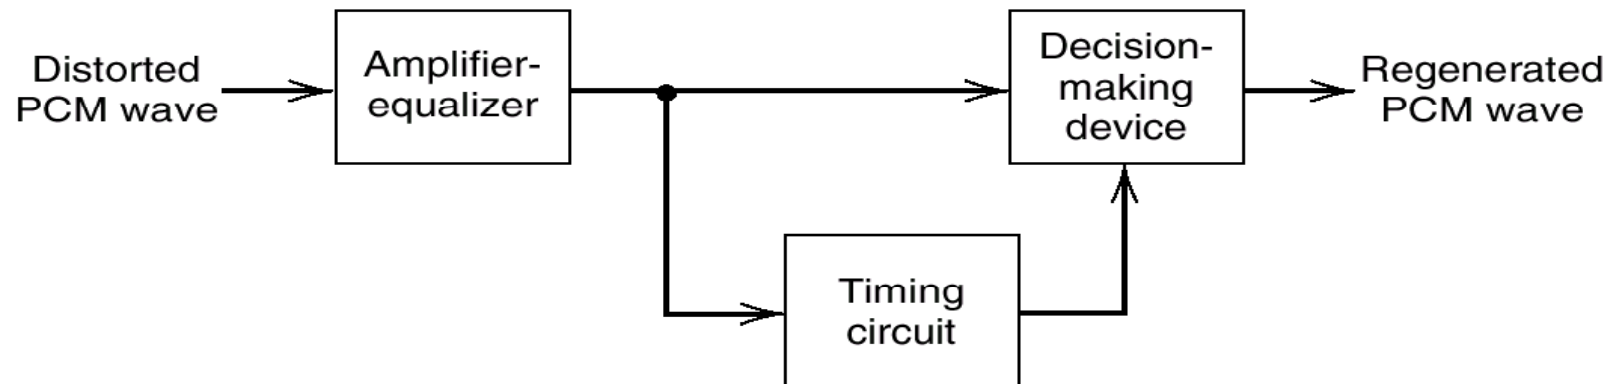 Distorted
PCM wave
Amplifier-
equalizer
Decision-
making
device
Regenerated
PCM wave
Timing
circuit